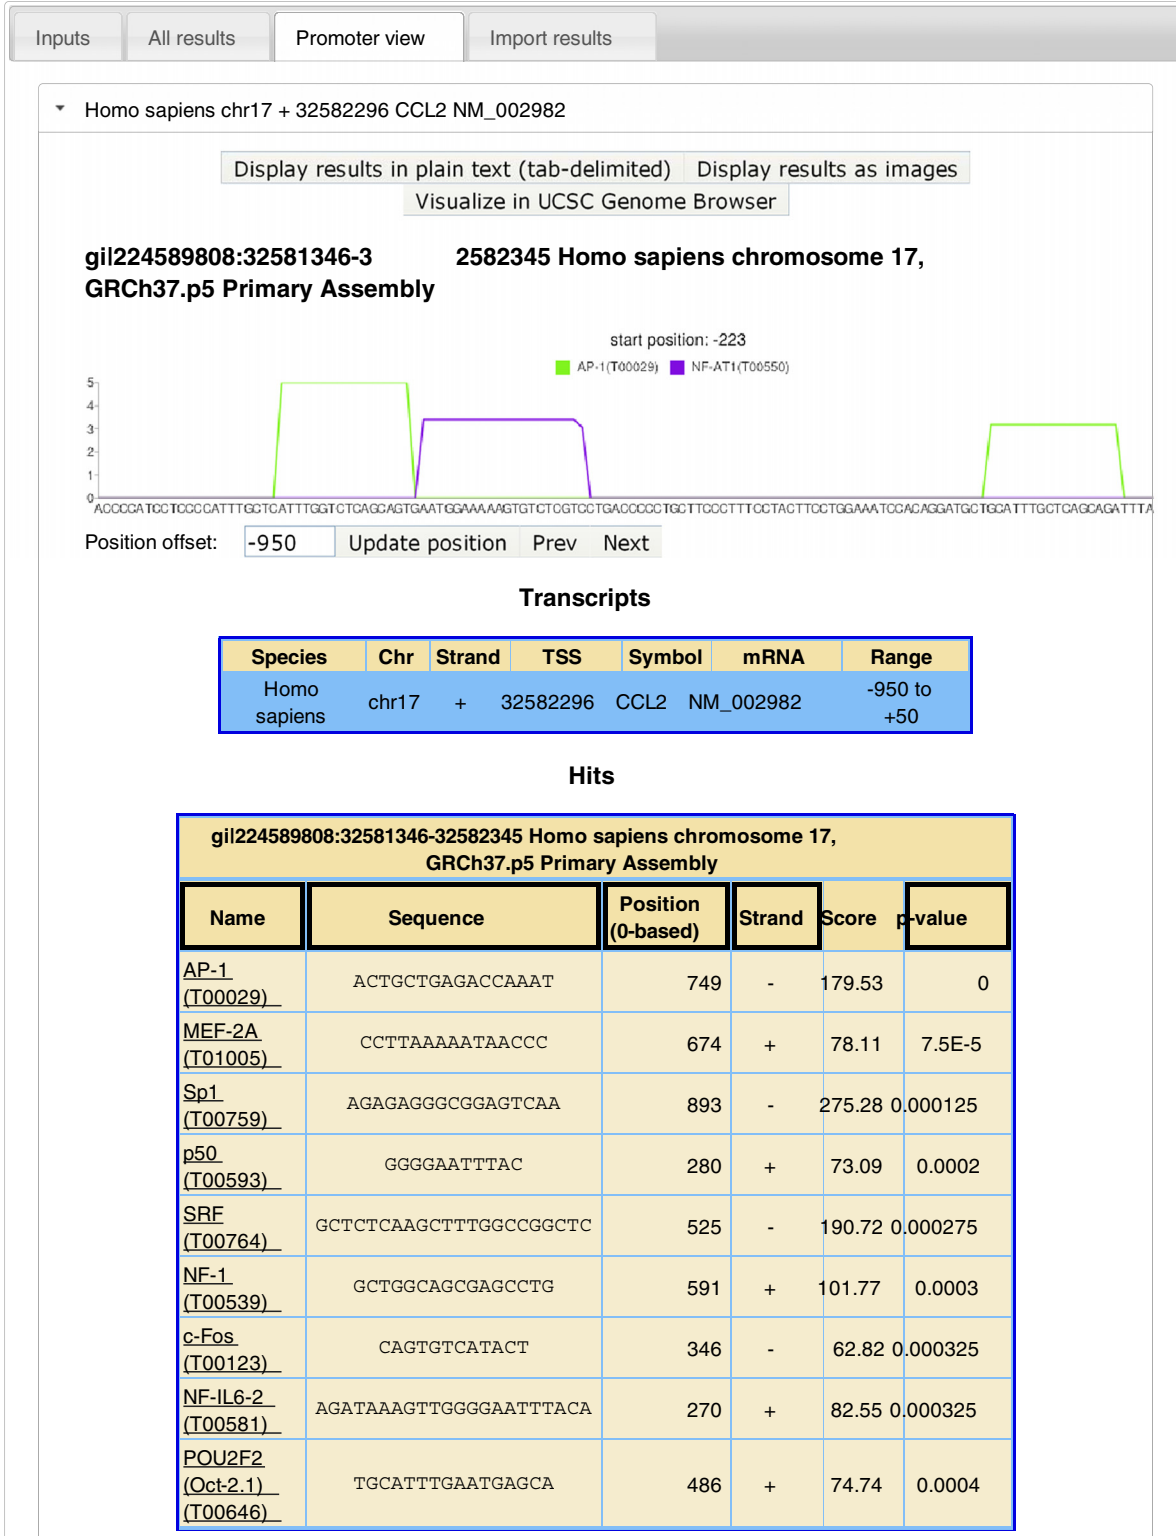 Inputs All results Promoter view Import results
Homo sapiens chr17 + 32582296 CCL2 NM_002982
Display results in plain text (tab-delimited) Display results as images
Visualize in UCSC Genome Browser
gi|224589808:32581346-3 2582345 Homo sapiens chromosome 17,
GRCh37.p5 Primary Assembly
start position: -223
AP-1(T00029) NF-AT1(T00550)
5
4
3
2
1
0
ACCCCATCCTCCCCATTTGCTCATTTGGTCTCAGCAGTGAATGGAAAAAGTGTCTCGTCCTGACCCCCTGCTTCCCTTTCCTACTTCCTGGAAATCCACAGGATGCTGCATTTGCTCAGCAGATTTA
Position offset: -950 Update position Prev Next
Transcripts
Species Chr Strand TSS Symbol mRNA Range
Homo sapiens chr17 + 32582296 CCL2 NM_002982 -950 to +50
Hits
gi|224589808:32581346-32582345 Homo sapiens chromosome 17,
GRCh37.p5 Primary Assembly
Name Sequence Position (0-based) Strand Score p-value
AP-1 (T00029) ACTGCTGAGACCAAAT 749 - 179.53 0
MEF-2A (T01005) CCTTAAAAATAACCC 674 + 78.11 7.5E-5
Sp1 (T00759) AGAGAGGGCGGAGTCAA 893 - 275.28 0.000125
p50 (T00593) GGGGAATTTAC 280 + 73.09 0.0002
SRF (T00764) GCTCTCAAGCTTTGGCCGGCTC 525 - 190.72 0.000275
NF-1 (T00539) GCTGGCAGCGAGCCTG 591 + 101.77 0.0003
c-Fos (T00123) CAGTGTCATACT 346 - 62.82 0.000325
NF-IL6-2 (T00581) AGATAAAGTTGGGGAATTTACA 270 + 82.55 0.000325
POU2F2 (Oct-2.1) (T00646) TGCATTTGAATGAGCA 486 + 74.74 0.0004